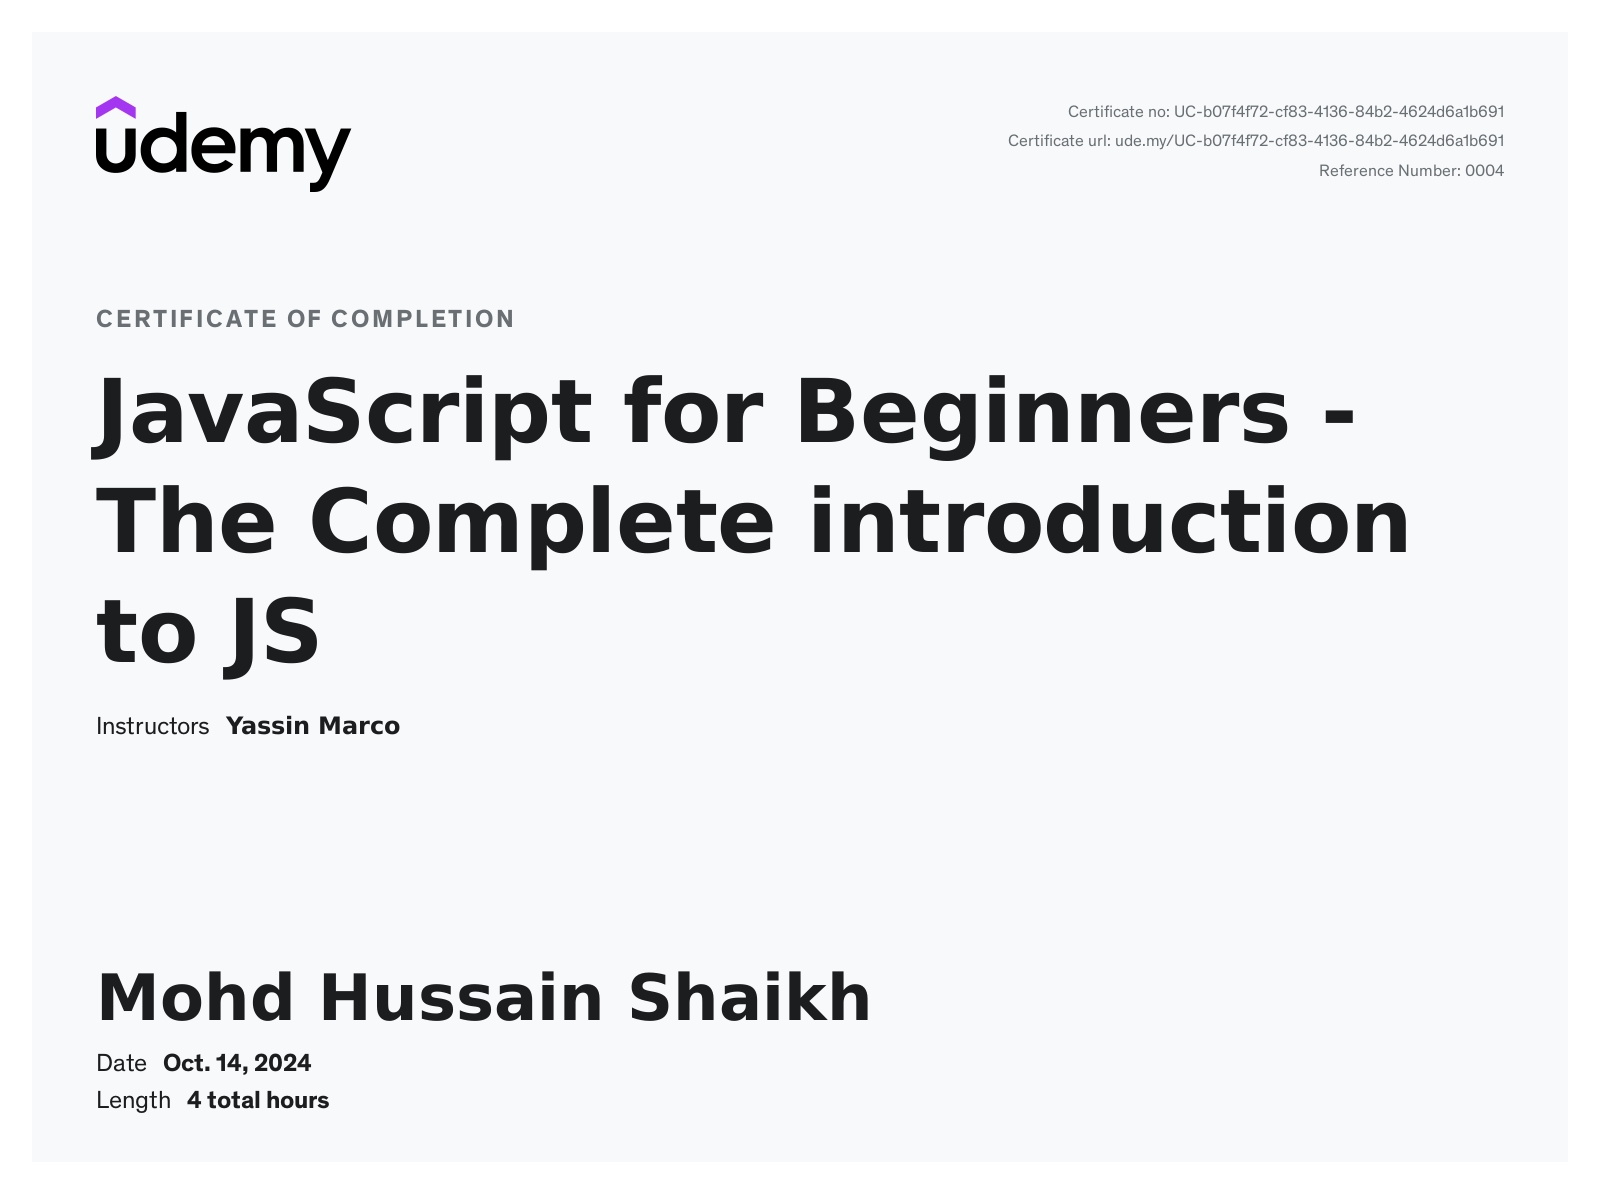 udemy
Certificate no: UC-b07f4f72-cf83-4136-84b2-4624d6a1b691
Certificate url: ude.my/UC-b07f4f72-cf83-4136-84b2-4624d6a1b691
Reference Number: 0004
CERTIFICATE OF COMPLETION
JavaScript for Beginners -
The Complete introduction
to JS
Instructors Yassin Marco
Mohd Hussain Shaikh
Date Oct. 14, 2024
Length 4 total hours